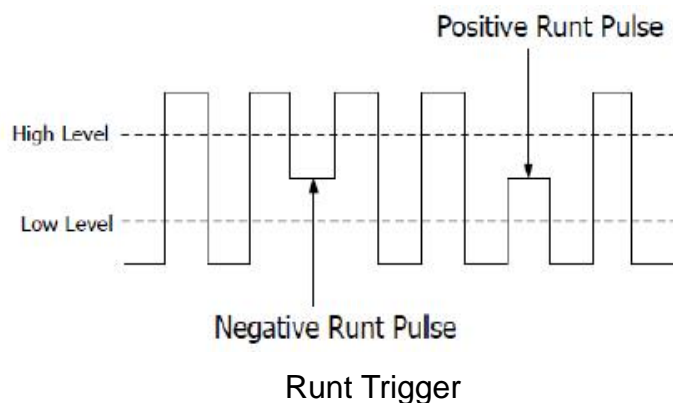 Positive Runt Pulse
High Level
Low Level
Negative Runt Pulse
Runt Trigger